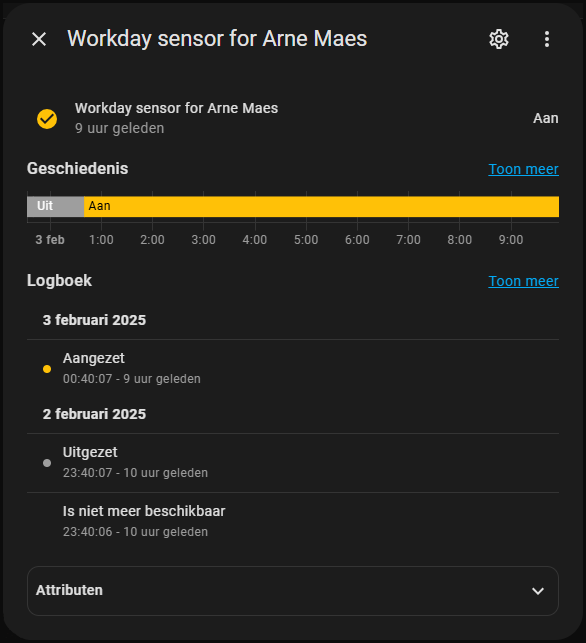 Workday sensor for Arne Maes
Workday sensor for Arne Maes
9 uur geleden
Aan
Geschiedenis
Toon meer
Uit
Aan
3 feb 1:00 2:00 3:00 4:00 5:00 6:00 7:00 8:00 9:00
Logboek
Toon meer
3 februari 2025
Aangezet
00:40:07 - 9 uur geleden
2 februari 2025
Uitgezet
23:40:07 - 10 uur geleden
Is niet meer beschikbaar
23:40:06 - 10 uur geleden
Attributen